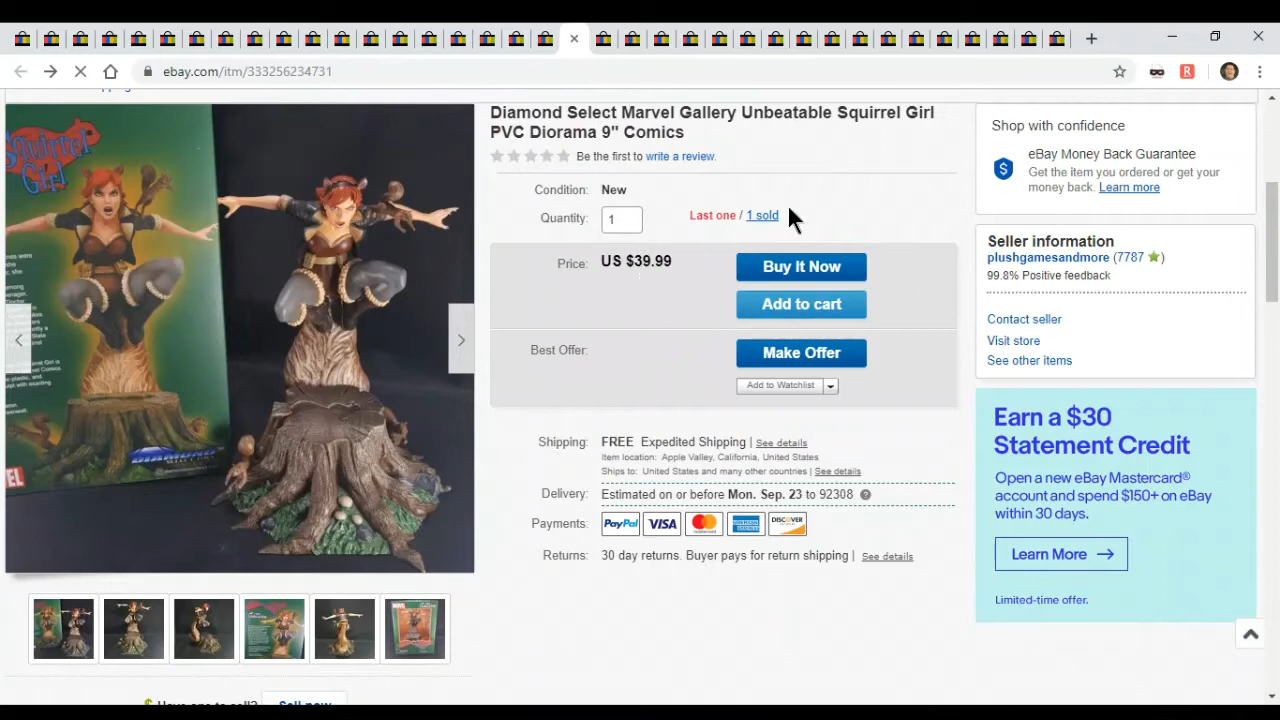 ebay.com/itm/333256234731
Diamond Select Marvel Gallery Unbeatable Squirrel Girl
PVC Diorama 9" Comics
Be the first to write a review.
Condition: New
Quantity: 1
Last one / 1 sold
Price: US $39.99
Buy It Now
Add to cart
Best Offer:
Make Offer
Add to Watchlist
Shipping: FREE Expedited Shipping | See details
Item location: Apple Valley, California, United States
Ships to: United States and many other countries | See details
Delivery: Estimated on or before Mon. Sep. 23 to 92308
Payments: PayPal VISA MasterCard AMERICAN EXPRESS DISCOVER
Returns: 30 day returns. Buyer pays for return shipping | See details
Shop with confidence
eBay Money Back Guarantee
Get the item you ordered or get your
money back. Learn more
Seller information
plushgamesandmore (7787)
99.8% Positive feedback
Contact seller
Visit store
See other items
Earn a $30
Statement Credit
Open a new eBay Mastercard®
account and spend $150+ on eBay
within 30 days.
Learn More
Limited-time offer.
Squirrel
Girl
DIAMOND